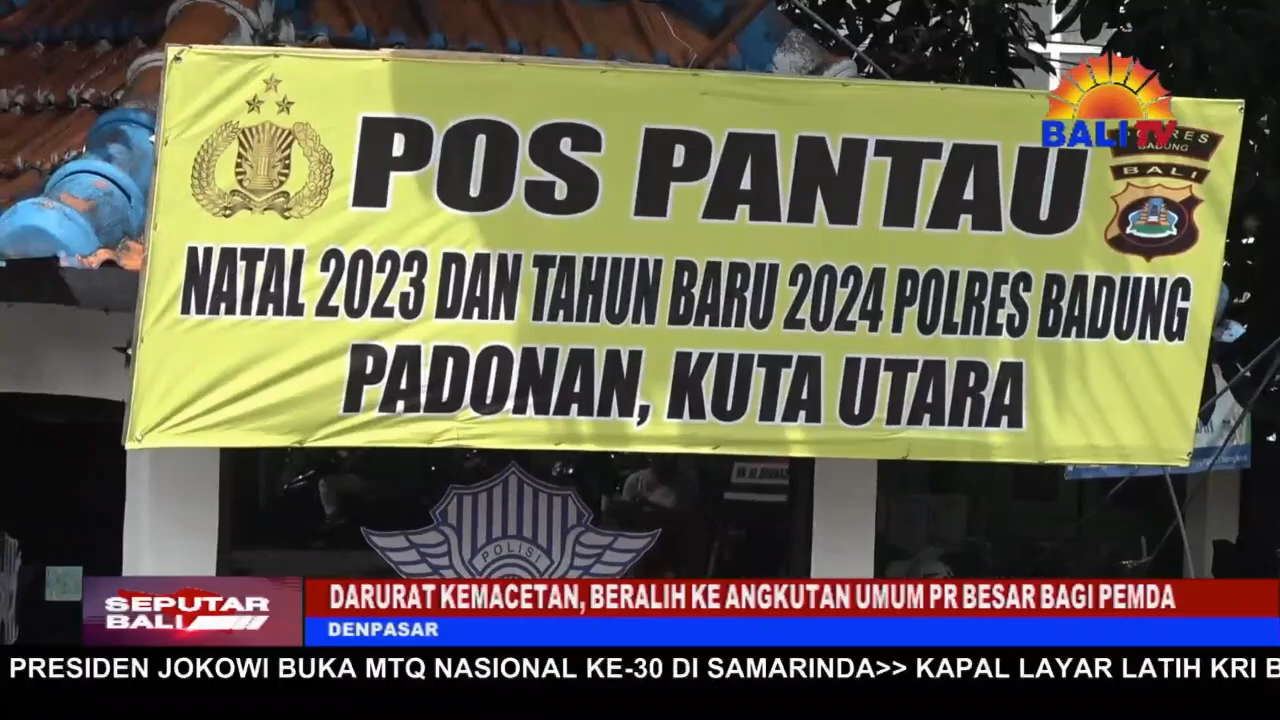 BALI TV
POLRES
BADUNG
BALI
POS PANTAU
NATAL 2023 DAN TAHUN BARU 2024 POLRES BADUNG
PADONAN, KUTA UTARA
POLISI
SEPUTAR
BALI
DARURAT KEMACETAN, BERALIH KE ANGKUTAN UMUM PR BESAR BAGI PEMDA
DENPASAR
PRESIDEN JOKOWI BUKA MTQ NASIONAL KE-30 DI SAMARINDA>> KAPAL LAYAR LATIH KRI B